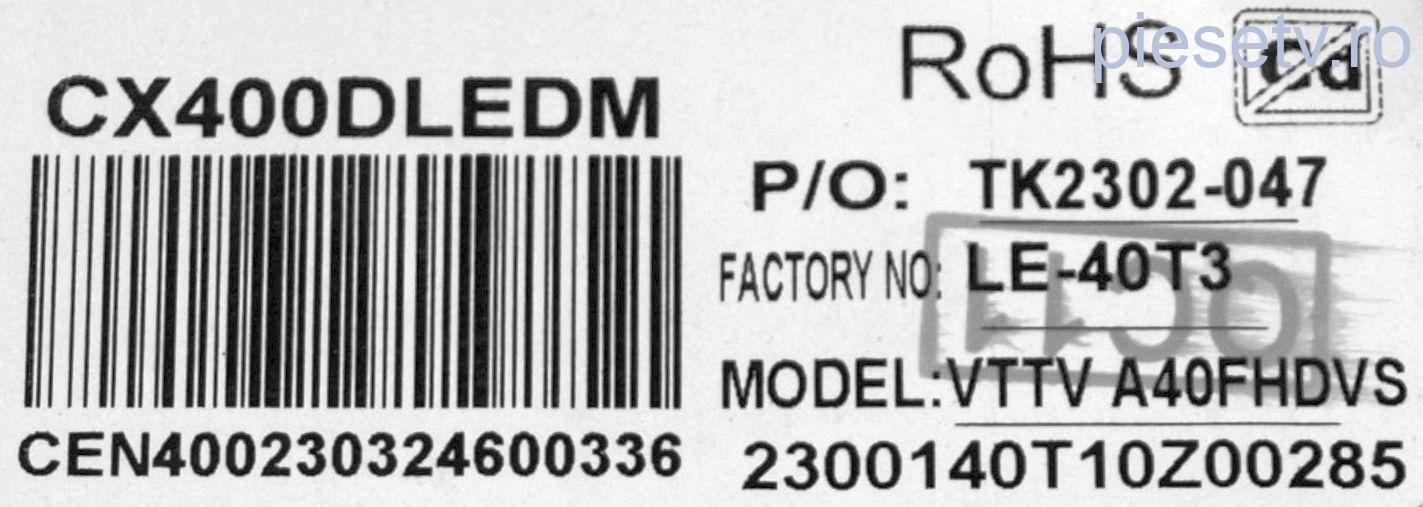 CX400DLEDM
CEN400230324600336
RoHS
piesetv.ro
P/O: TK2302-047
FACTORY NO: LE-40T3
MODEL: VTTV A40FHDVS
2300140T10Z00285